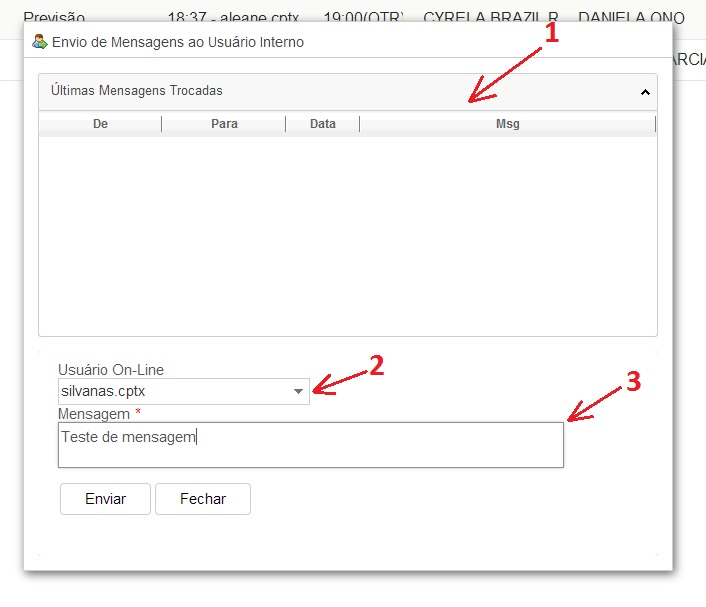 Previsão 18:37 - aleane.cptx 19:00(OTR) CYRELA BRAZIL R DANIELA ONO
Envio de Mensagens ao Usuário Interno
1
Últimas Mensagens Trocadas
De Para Data Msg
Usuário On-Line
2
silvanas.cptx
Mensagem *
3
Teste de mensagem
Enviar Fechar